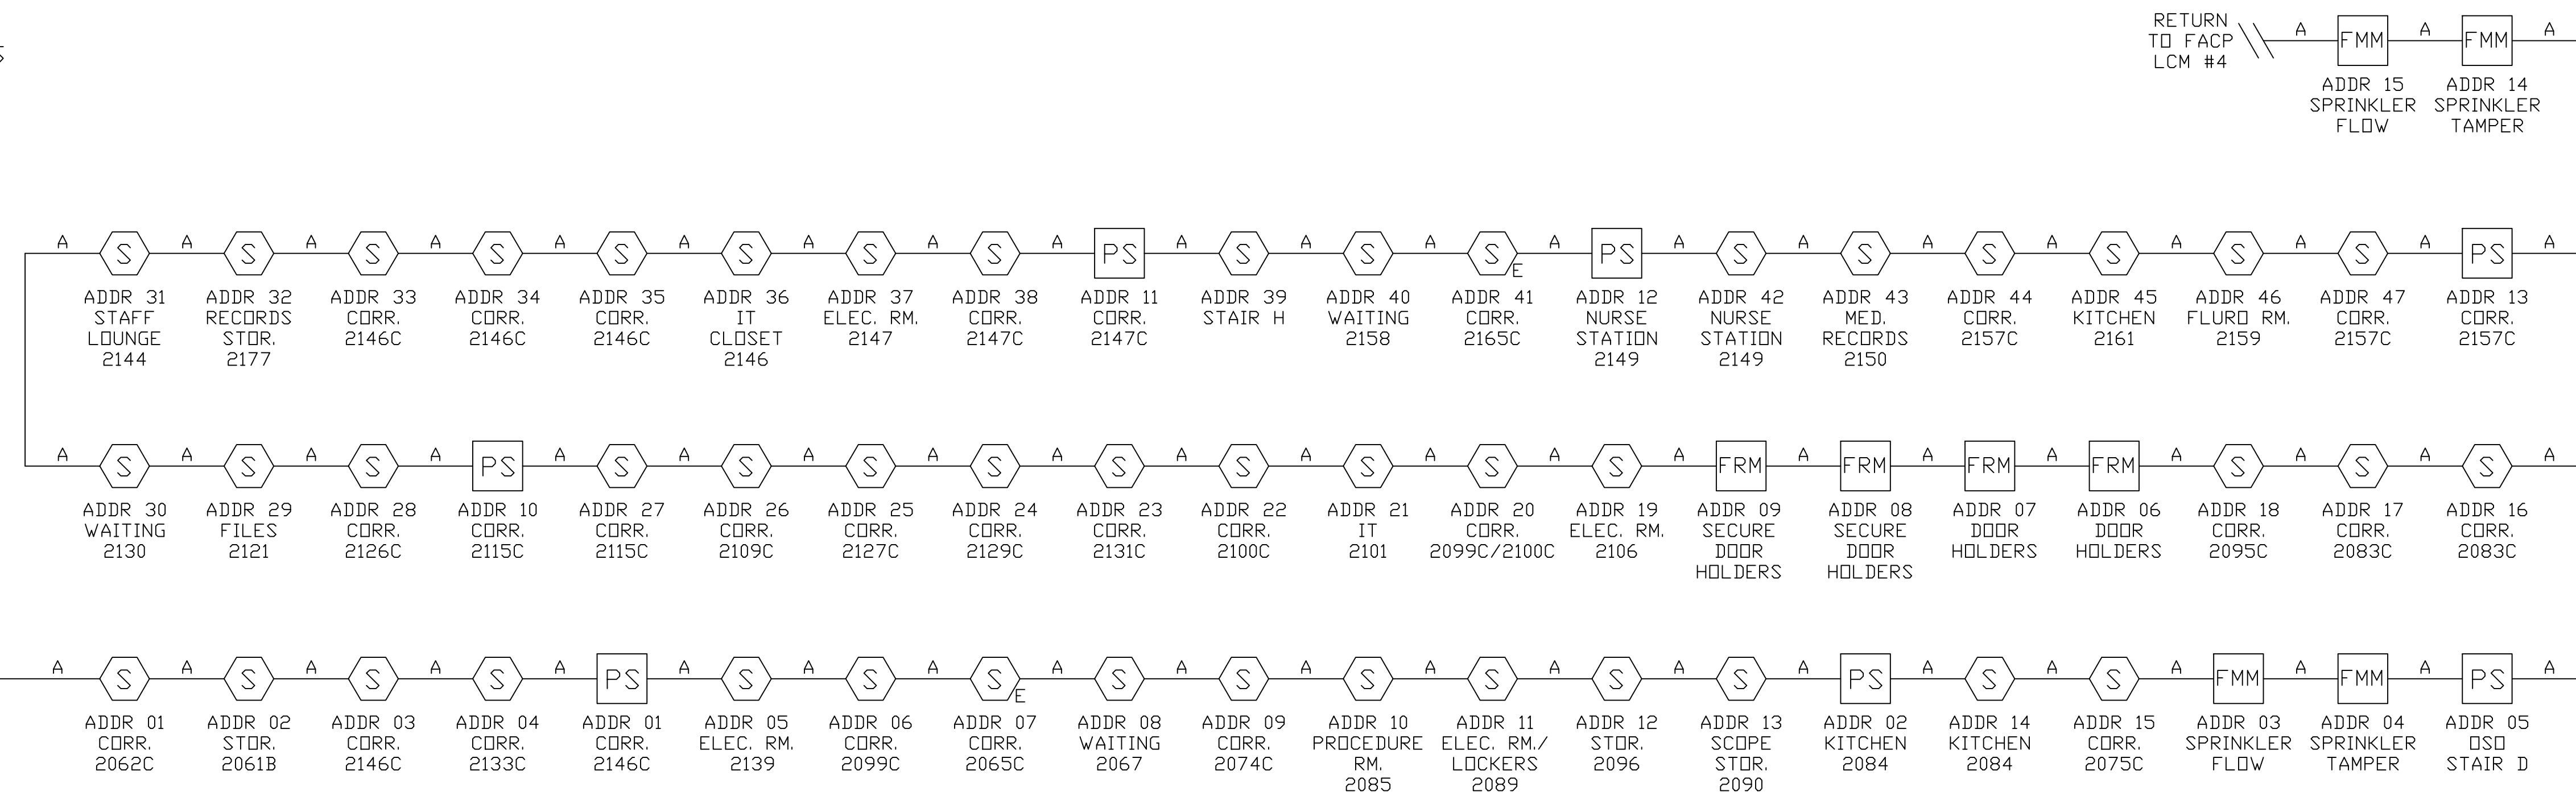 RETURN
TO FACP
LCM #4
A
FMM
ADDR 15
SPRINKLER
FLOW
A
FMM
ADDR 14
SPRINKLER
TAMPER
A
A
S
ADDR 31
STAFF
LOUNGE
2144
A
S
ADDR 32
RECORDS
STOR.
2177
A
S
ADDR 33
CORR.
2146C
A
S
ADDR 34
CORR.
2146C
A
S
ADDR 35
CORR.
2146C
A
S
ADDR 36
IT
CLOSET
2146
A
S
ADDR 37
ELEC. RM.
2147
A
S
ADDR 38
CORR.
2147C
A
PS
ADDR 11
CORR.
2147C
A
S
ADDR 39
STAIR H
A
S
ADDR 40
WAITING
2158
A
S
E
ADDR 41
CORR.
2165C
A
PS
ADDR 12
NURSE
STATION
2149
A
S
ADDR 42
NURSE
STATION
2149
A
S
ADDR 43
MED.
RECORDS
2150
A
S
ADDR 44
CORR.
2157C
A
S
ADDR 45
KITCHEN
2161
A
S
ADDR 46
FLURO RM.
2159
A
S
ADDR 47
CORR.
2157C
A
PS
ADDR 13
CORR.
2157C
A
A
S
ADDR 30
WAITING
2130
A
S
ADDR 29
FILES
2121
A
S
ADDR 28
CORR.
2126C
A
PS
ADDR 10
CORR.
2115C
A
S
ADDR 27
CORR.
2115C
A
S
ADDR 26
CORR.
2109C
A
S
ADDR 25
CORR.
2127C
A
S
ADDR 24
CORR.
2129C
A
S
ADDR 23
CORR.
2131C
A
S
ADDR 22
CORR.
2100C
A
S
ADDR 21
IT
2101
A
S
ADDR 20
CORR.
2099C/2100C
A
S
ADDR 19
ELEC. RM.
2106
A
FRM
ADDR 09
SECURE
DOOR
HOLDERS
A
FRM
ADDR 08
SECURE
DOOR
HOLDERS
A
FRM
ADDR 07
DOOR
HOLDERS
A
FRM
ADDR 06
DOOR
HOLDERS
A
S
ADDR 18
CORR.
2095C
A
S
ADDR 17
CORR.
2083C
A
S
ADDR 16
CORR.
2083C
A
A
S
ADDR 01
CORR.
2062C
A
S
ADDR 02
STOR.
2061B
A
S
ADDR 03
CORR.
2146C
A
S
ADDR 04
CORR.
2133C
A
PS
ADDR 01
CORR.
2146C
A
S
ADDR 05
ELEC. RM.
2139
A
S
ADDR 06
CORR.
2099C
A
S
E
ADDR 07
CORR.
2065C
A
S
ADDR 08
WAITING
2067
A
S
ADDR 09
CORR.
2074C
A
S
ADDR 10
PROCEDURE
RM.
2085
A
S
ADDR 11
ELEC. RM./
LOCKERS
2089
A
S
ADDR 12
STOR.
2096
A
S
ADDR 13
SCOPE
STOR.
2090
A
PS
ADDR 02
KITCHEN
2084
A
S
ADDR 14
KITCHEN
2084
A
S
ADDR 15
CORR.
2075C
A
FMM
ADDR 03
SPRINKLER
FLOW
A
FMM
ADDR 04
SPRINKLER
TAMPER
A
PS
ADDR 05
OSO
STAIR D
A